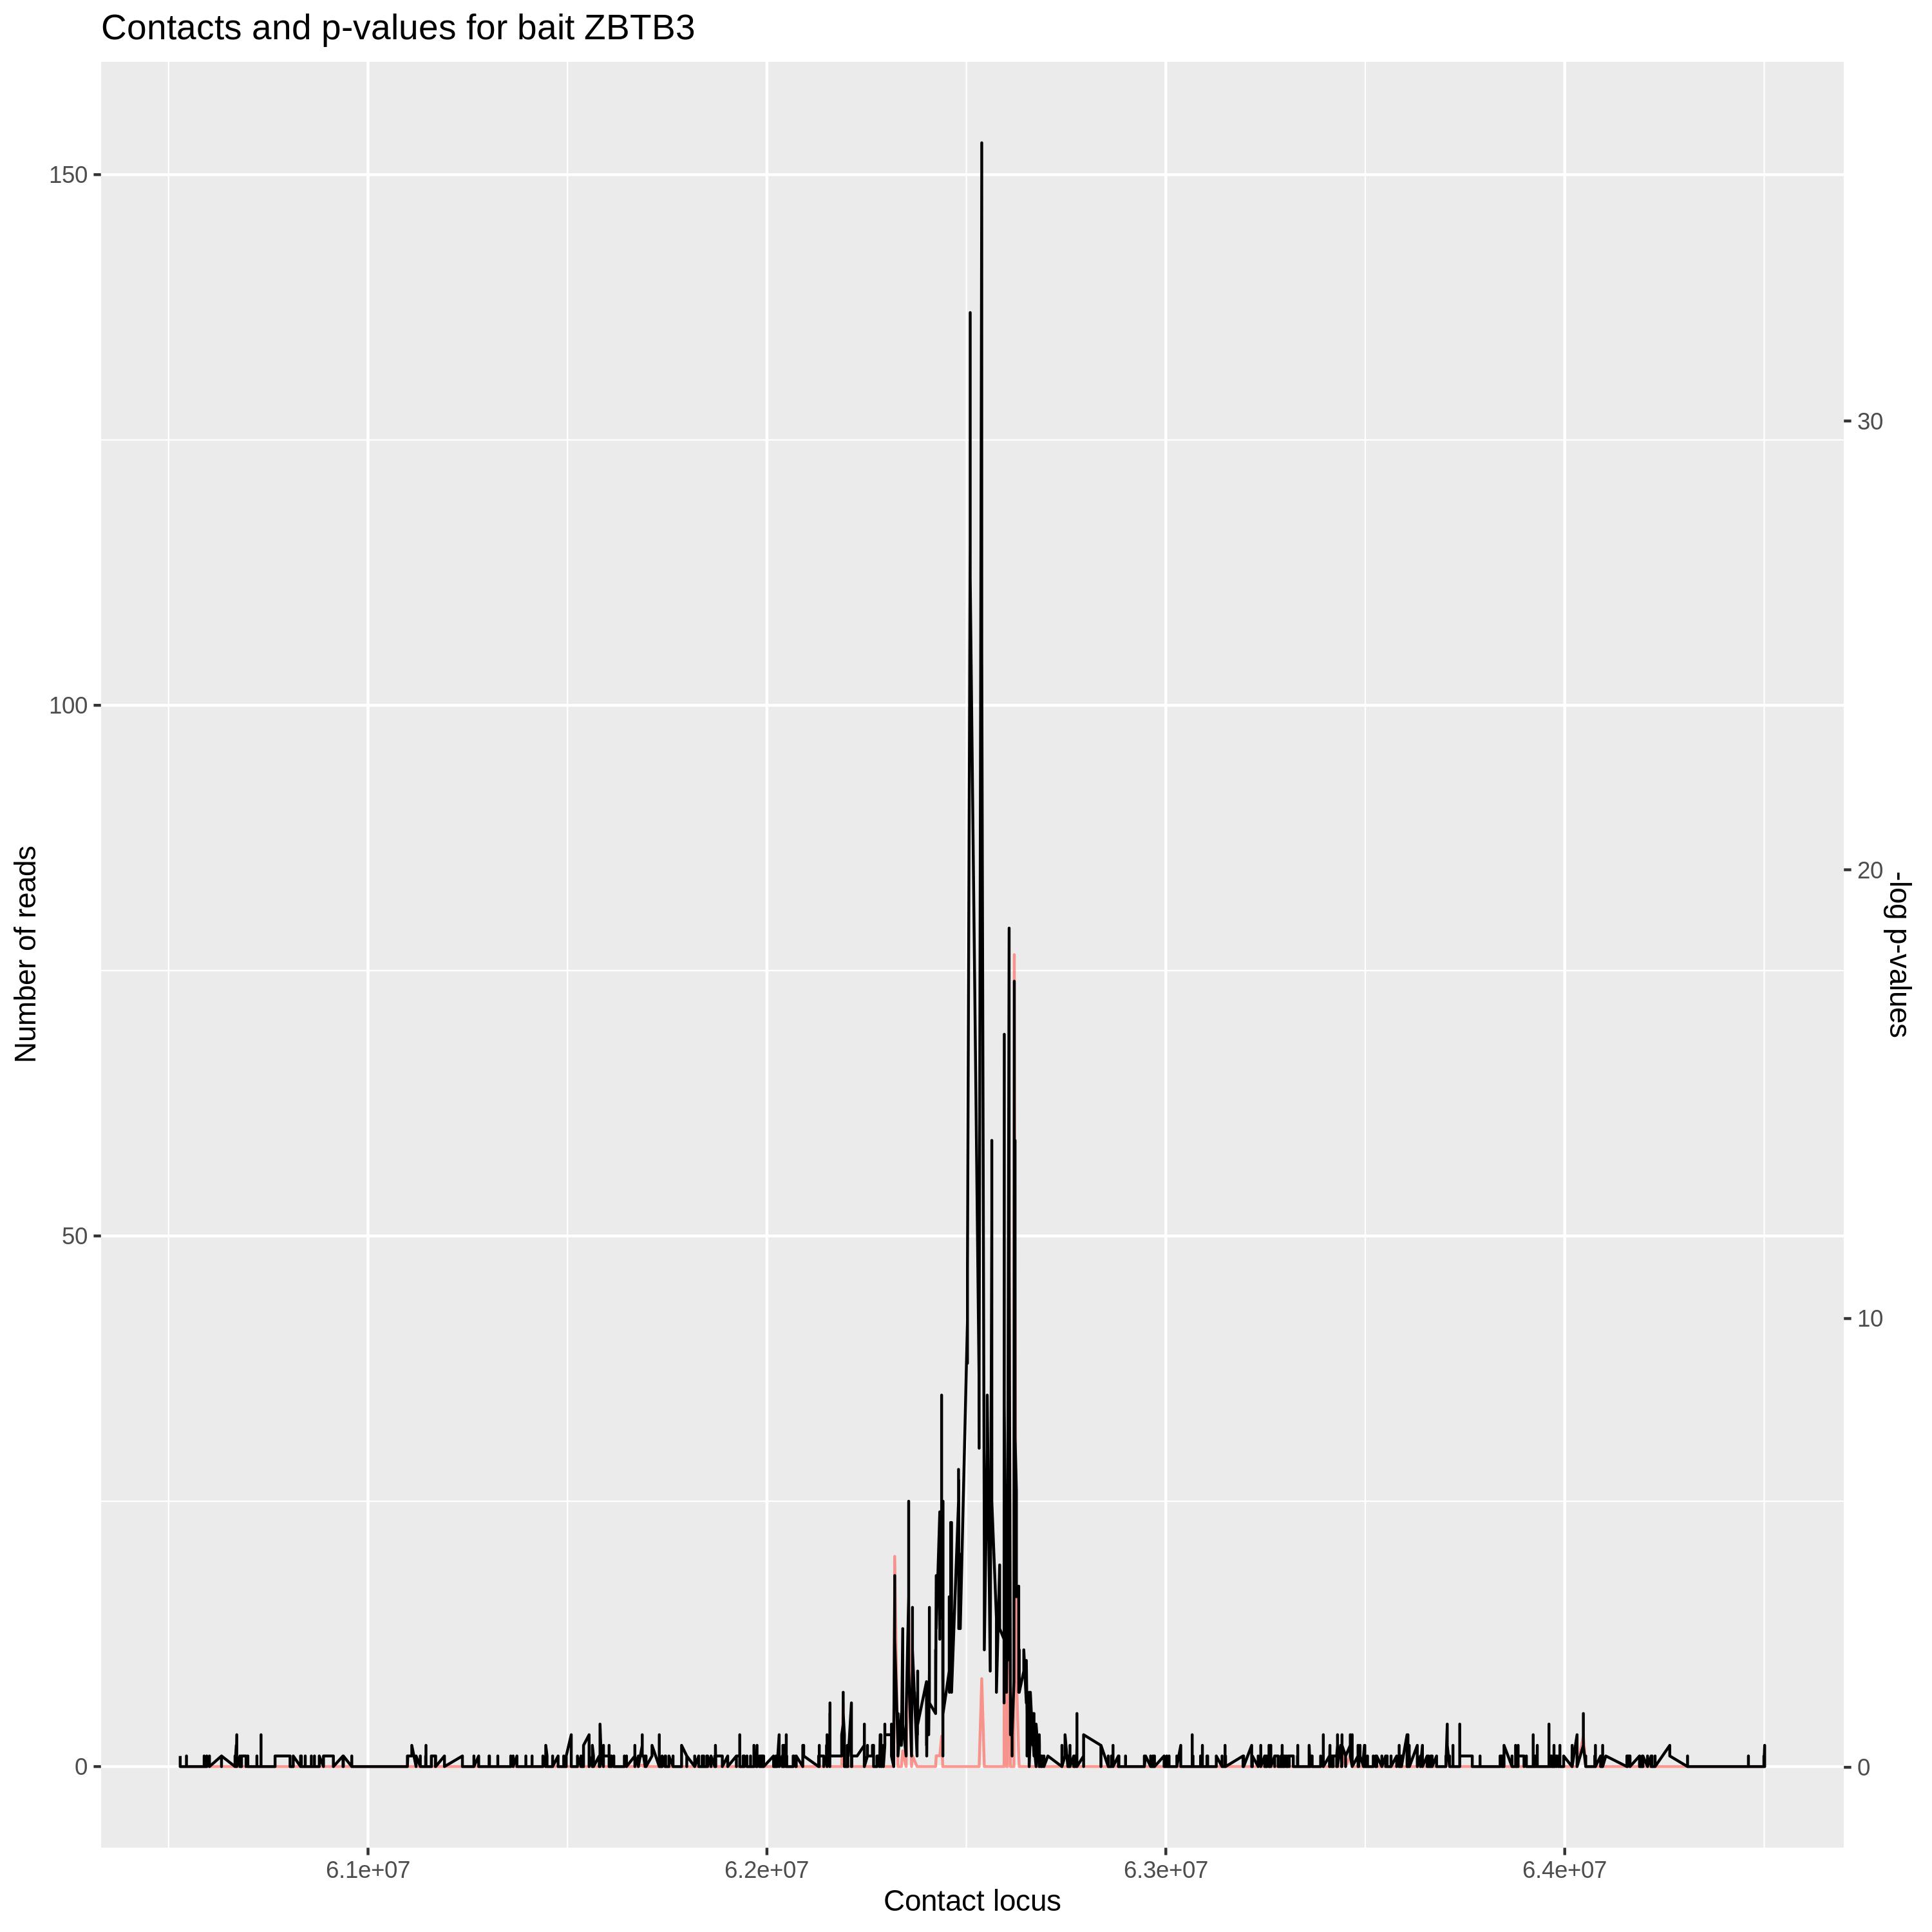 Contacts and p-values for bait ZBTB3
150
100
50
0
Number of reads
30
20
10
0
-log p-values
6.1e+07
6.2e+07
6.3e+07
6.4e+07
Contact locus